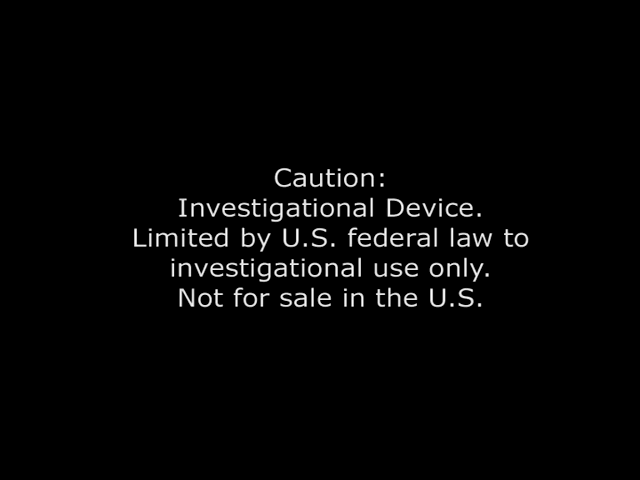 Caution:
Investigational Device.
Limited by U.S. federal law to
investigational use only.
Not for sale in the U.S.